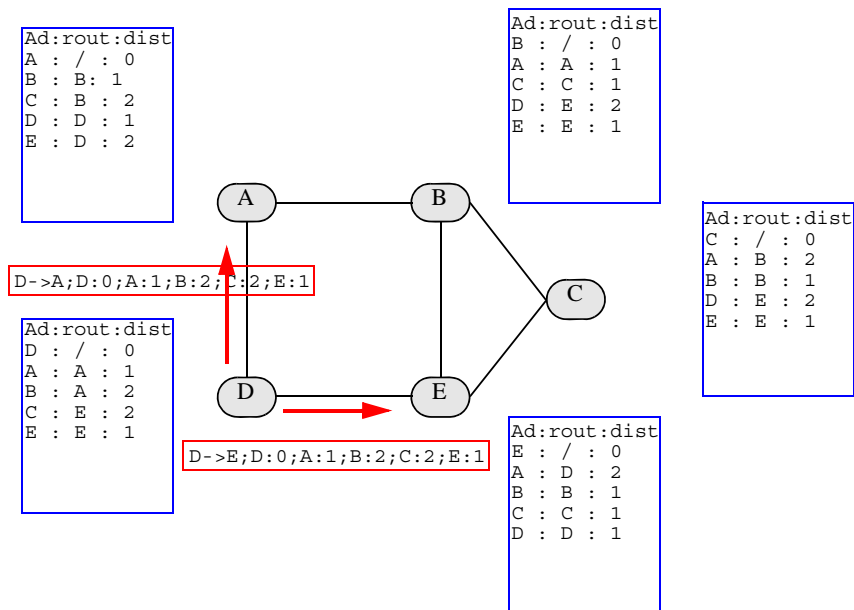 Ad:rout:dist
A : / : 0
B : B: 1
C : B : 2
D : D : 1
E : D : 2
Ad:rout:dist
B : / : 0
A : A : 1
C : C : 1
D : E : 2
E : E : 1
A
B
Ad:rout:dist
C : / : 0
A : B : 2
B : B : 1
D : E : 2
E : E : 1
D->A;D:0;A:1;B:2;C:2;E:1
C
Ad:rout:dist
D : / : 0
A : A : 1
B : A : 2
C : E : 2
E : E : 1
D
E
D->E;D:0;A:1;B:2;C:2;E:1
Ad:rout:dist
E : / : 0
A : D : 2
B : B : 1
C : C : 1
D : D : 1